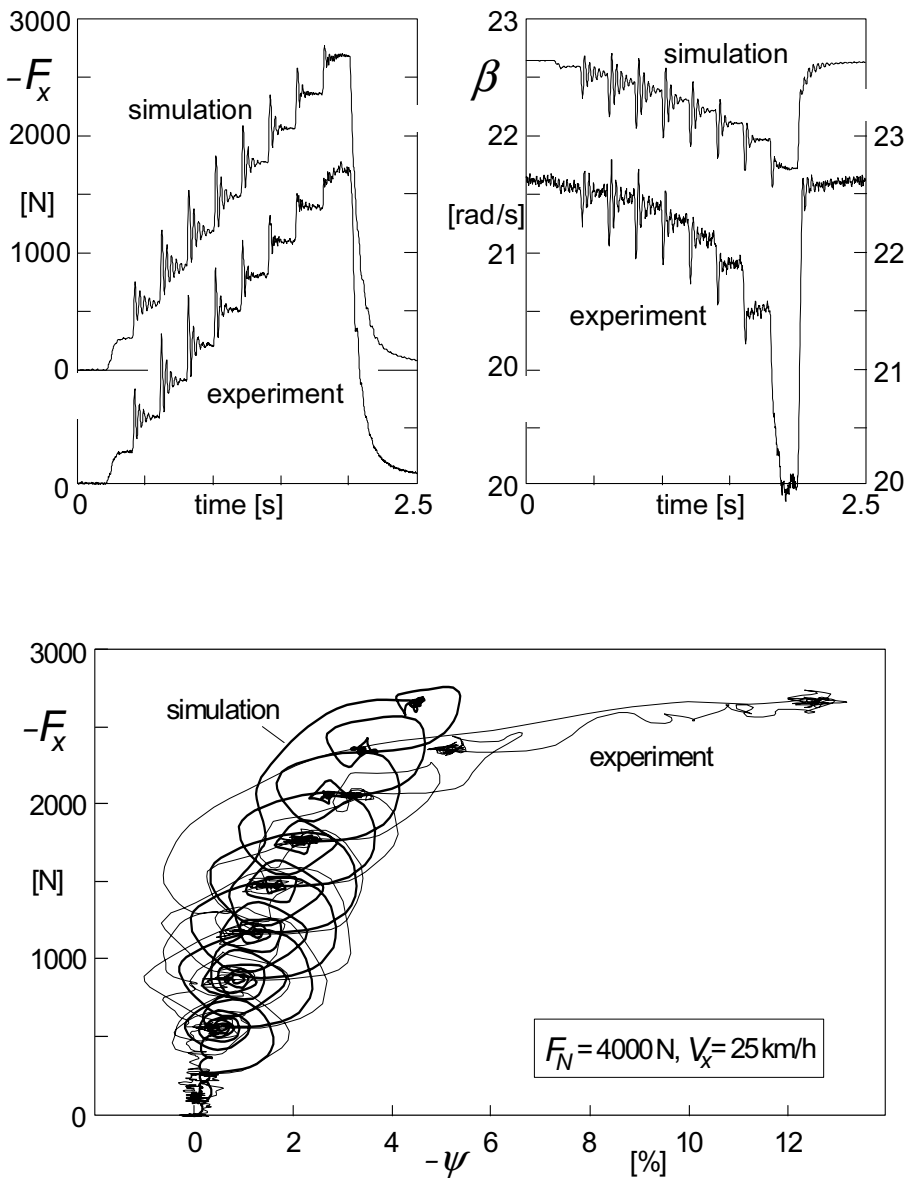 3000
-Fx
2000
[N]
1000
0
0
0
time [s]
2.5
simulation
experiment
23
β
22
[rad/s]
21
20
20
0
time [s]
2.5
23
22
21
20
simulation
experiment
3000
-Fx
2000
[N]
1000
0
simulation
experiment
FN = 4000 N, Vx = 25 km/h
0
2
4
6
8
10
12
-ψ
[%]